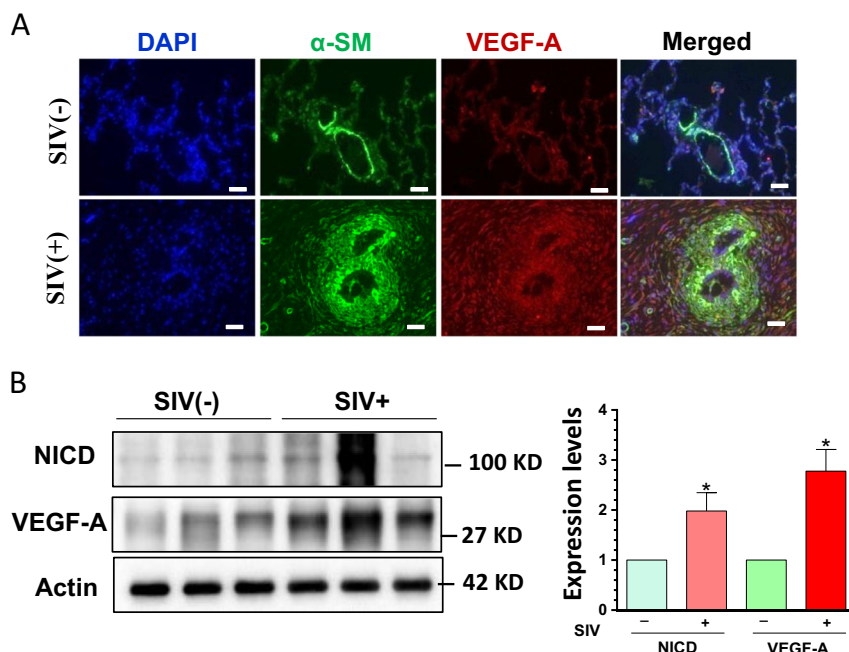 A
DAPI α-SM VEGF-A Merged
SIV(-)
SIV(+)
B
SIV(-) SIV+
NICD
100 KD
VEGF-A
27 KD
Actin
42 KD
Expression levels
4
3
2
1
0
* *
SIV − + − +
NICD VEGF-A